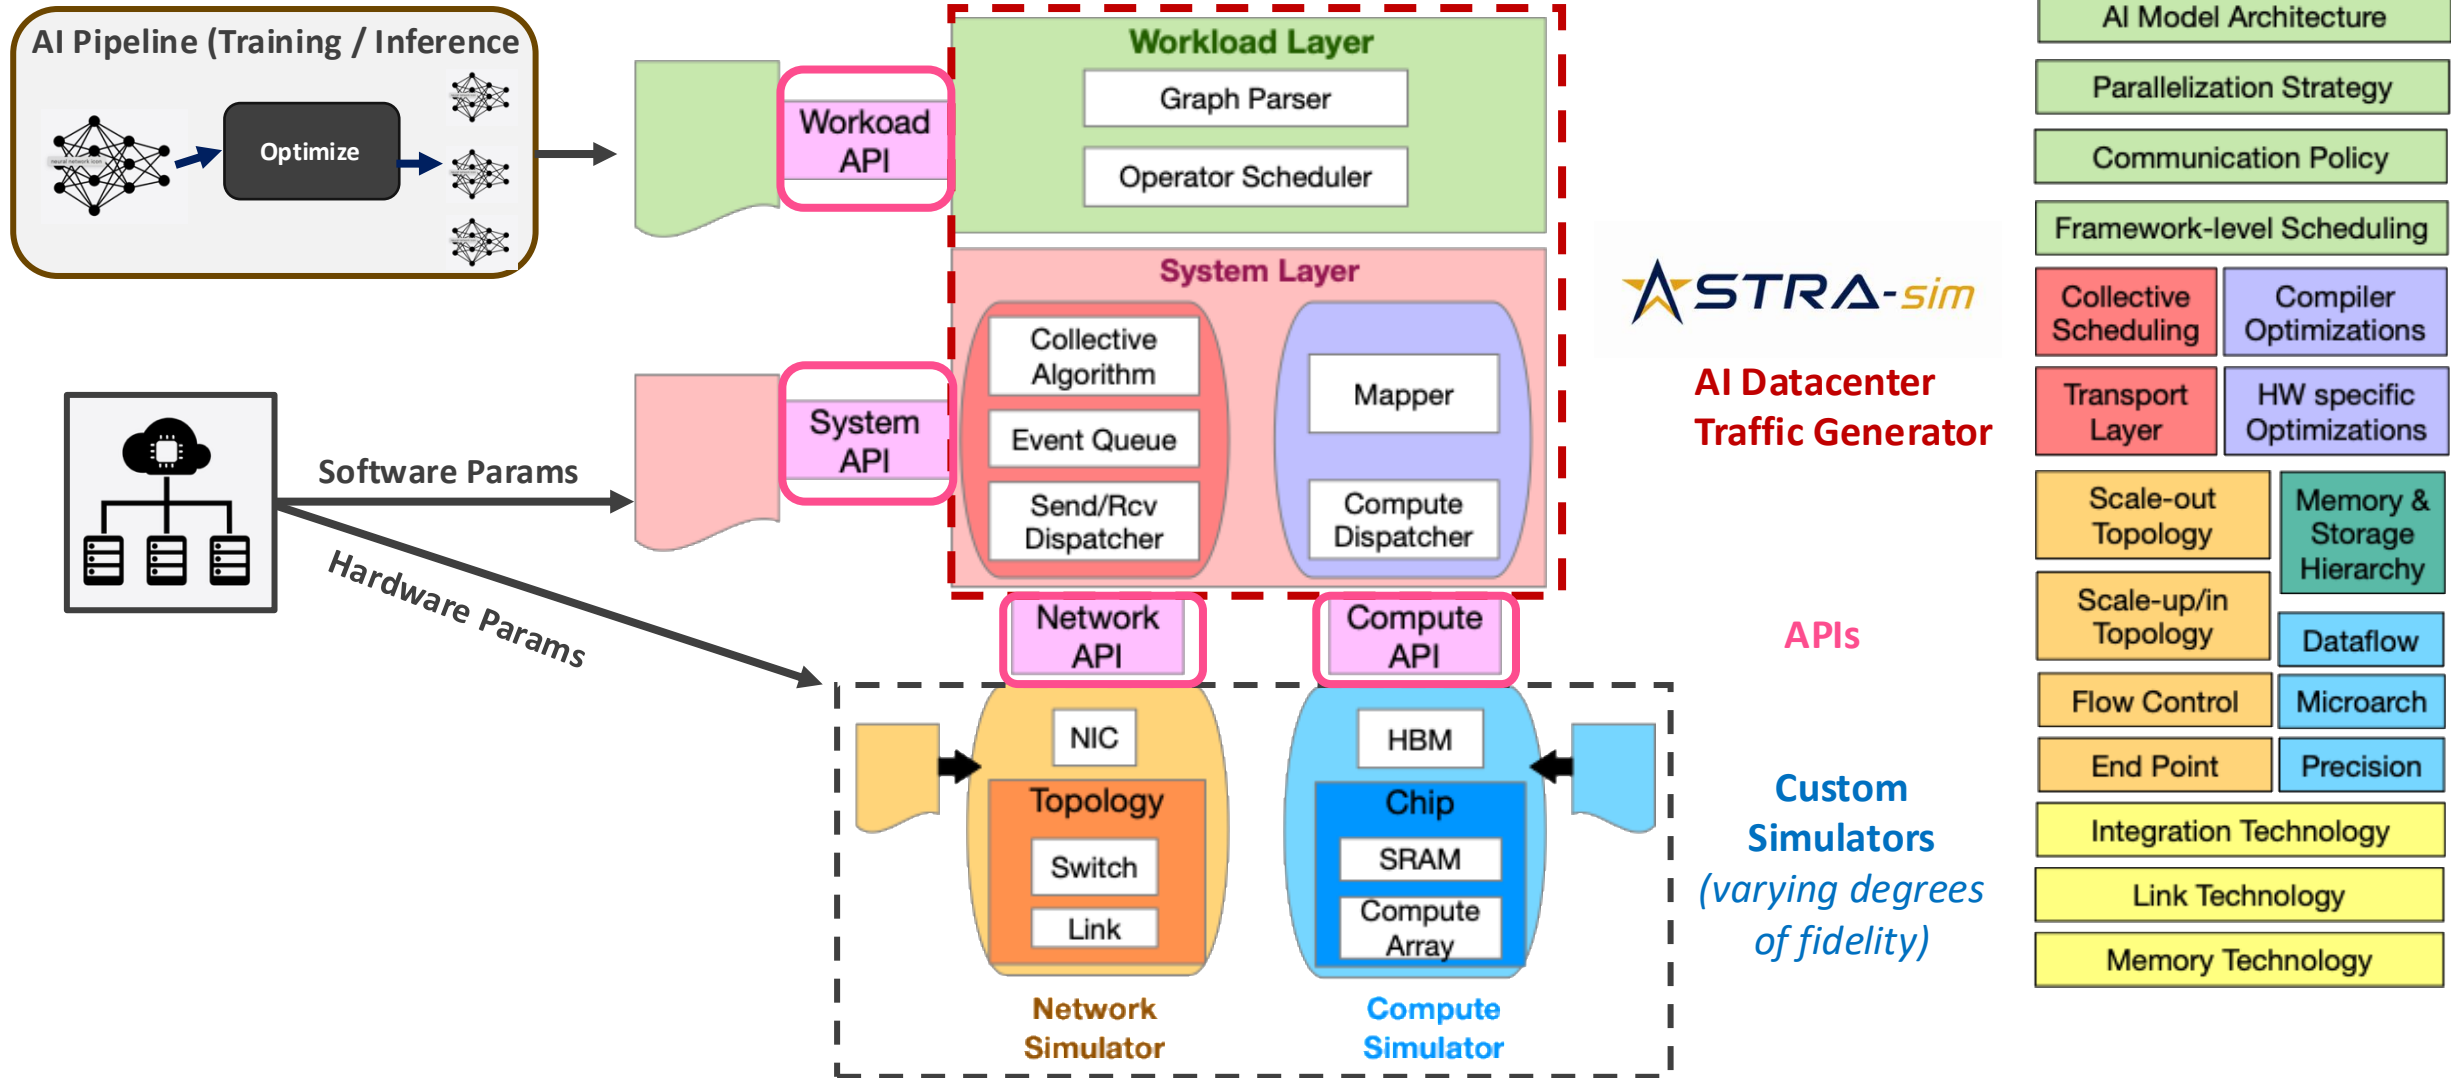 AI Pipeline (Training / Inference
Optimize
Workoad
API
Workload Layer
Graph Parser
Operator Scheduler
System Layer
Collective
Algorithm
Event Queue
Send/Rcv
Dispatcher
Mapper
Compute
Dispatcher
System
API
Software Params
Hardware Params
Network
API
Compute
API
NIC
Topology
Switch
Link
HBM
Chip
SRAM
Compute
Array
Network
Simulator
Compute
Simulator
ASTRA-sim
AI Datacenter
Traffic Generator
APIs
Custom
Simulators
(varying degrees
of fidelity)
AI Model Architecture
Parallelization Strategy
Communication Policy
Framework-level Scheduling
Collective
Scheduling
Compiler
Optimizations
Transport
Layer
HW specific
Optimizations
Scale-out
Topology
Memory &
Storage
Hierarchy
Scale-up/in
Topology
Dataflow
Flow Control
Microarch
End Point
Precision
Integration Technology
Link Technology
Memory Technology